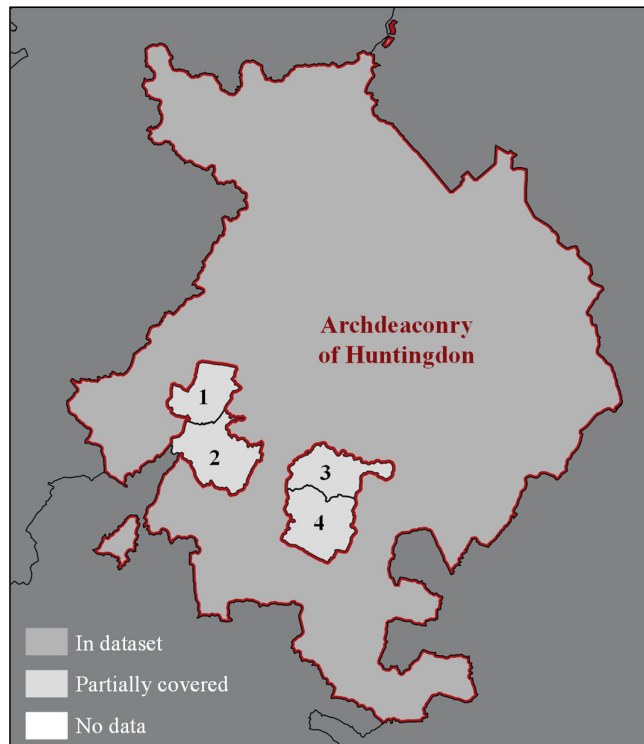 Archdeaconry
of Huntingdon
1
2
3
4
In dataset
Partially covered
No data